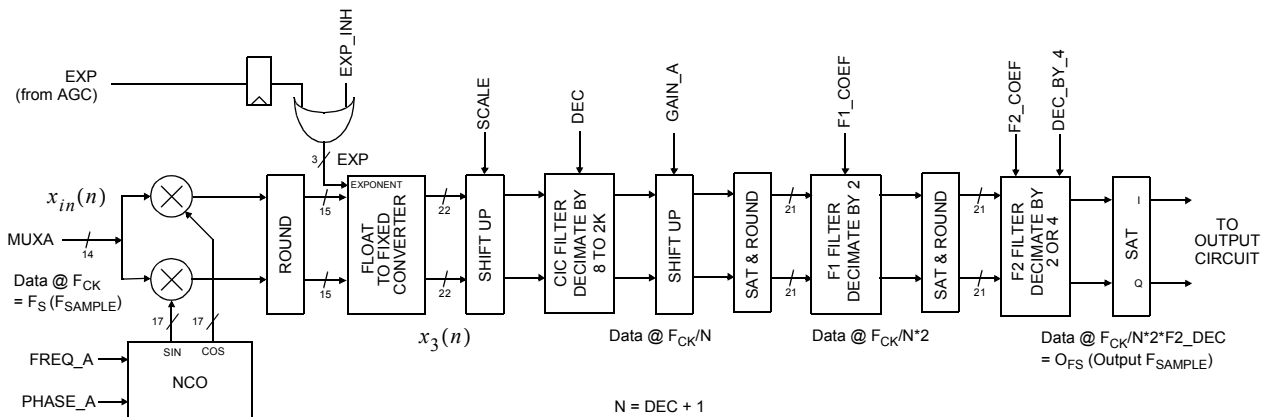 EXP
(from AGC)
EXP_INH
3
EXP
SCALE
DEC
GAIN_A
F1_COEF
F2_COEF
DEC_BY_4
x_in(n)
MUXA
14
Data @ F_CK
= F_S (F_SAMPLE)
ROUND
15
15
EXPONENT
FLOAT
TO FIXED
CONVERTER
22
22
SHIFT UP
CIC FILTER
DECIMATE BY
8 TO 2K
SHIFT UP
SAT & ROUND
21
21
F1 FILTER
DECIMATE BY 2
SAT & ROUND
21
21
F2 FILTER
DECIMATE BY
2 OR 4
SAT
I
Q
TO
OUTPUT
CIRCUIT
17
17
SIN
COS
NCO
FREQ_A
PHASE_A
x_3(n)
Data @ F_CK/N
Data @ F_CK/N*2
Data @ F_CK/N*2*F2_DEC
= O_FS (Output F_SAMPLE)
N = DEC + 1